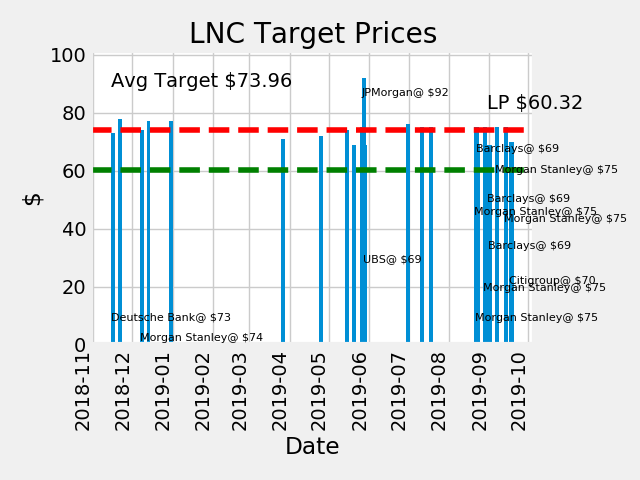 LNC Target Prices
100
Avg Target $73.96
JPMorgan@ $92
LP $60.32
80
Barclays@ $69
60
Morgan Stanley@ $75
Barclays@ $69
Morgan Stanley@ $75
Morgan Stanley@ $75
40
Barclays@ $69
UBS@ $69
$
20
Citigroup@ $70
Morgan Stanley@ $75
Deutsche Bank@ $73
Morgan Stanley@ $75
Morgan Stanley@ $74
0
2018-11
2018-12
2019-01
2019-02
2019-03
2019-04
2019-05
2019-06
2019-07
2019-08
2019-09
2019-10
Date